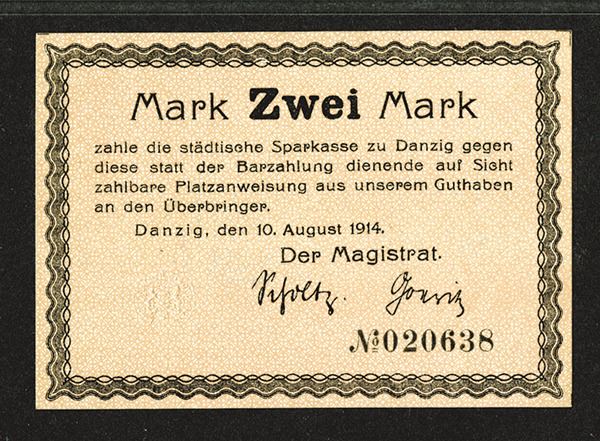 Mark Zwei Mark
zahle die städtische Sparkasse zu Danzig gegen
diese statt der Barzahlung dienende auf Sicht
zahlbare Platzanweisung aus unserem Guthaben
an den Überbringer.
Danzig, den 10. August 1914.
Der Magistrat.
Scholtz.
№020638